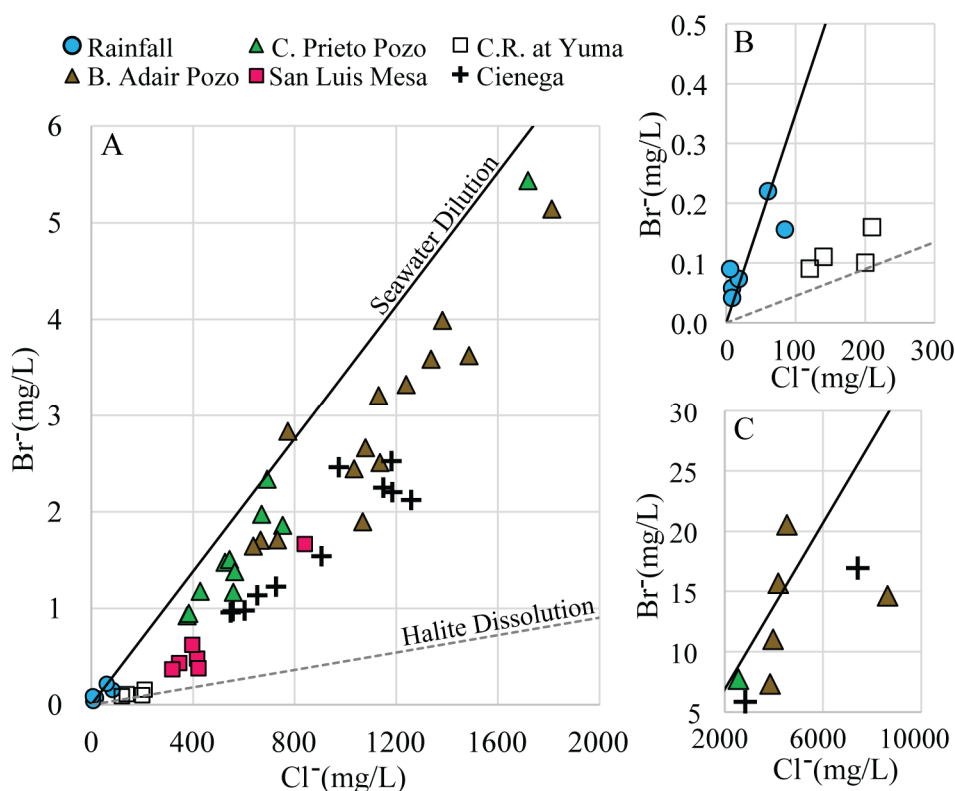 Rainfall C. Prieto Pozo C.R. at Yuma
B. Adair Pozo San Luis Mesa Cienega
A
Br⁻(mg/L)
6
5
4
3
2
1
0
Seawater Dilution
Halite Dissolution
0 400 800 1200 1600 2000
Cl⁻(mg/L)
B
Br⁻(mg/L)
0.5
0.4
0.3
0.2
0.1
0.0
0 100 200 300
Cl⁻(mg/L)
C
Br⁻(mg/L)
30
25
20
15
10
5
2000 6000 10000
Cl⁻(mg/L)